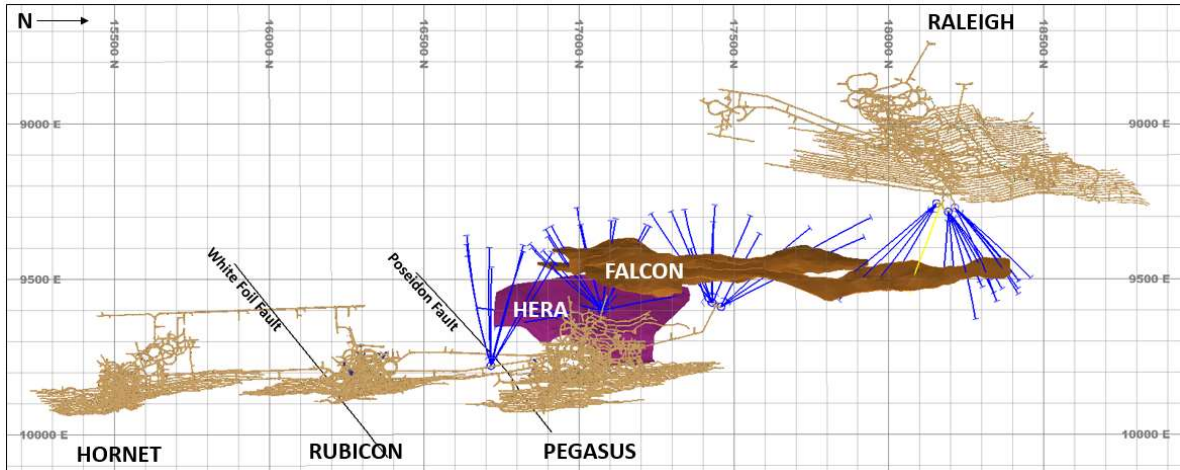 N
15500 N
16000 N
16500 N
17000 N
17500 N
18000 N
18500 N
RALEIGH
9000 E
9000 E
FALCON
9500 E
9500 E
HERA
White Foil Fault
Poseidon Fault
10000 E
10000 E
HORNET
RUBICON
PEGASUS